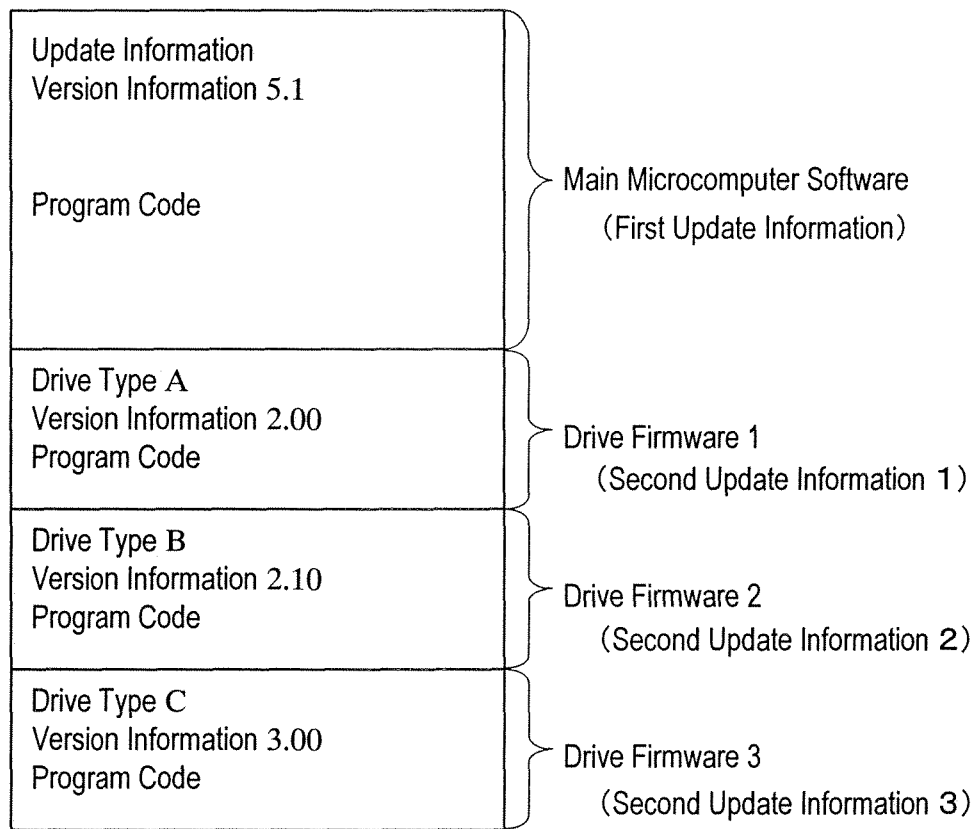 Update Information
Version Information 5.1
Program Code
Main Microcomputer Software
（First Update Information）
Drive Type A
Version Information 2.00
Program Code
Drive Firmware 1
（Second Update Information 1）
Drive Type B
Version Information 2.10
Program Code
Drive Firmware 2
（Second Update Information 2）
Drive Type C
Version Information 3.00
Program Code
Drive Firmware 3
（Second Update Information 3）